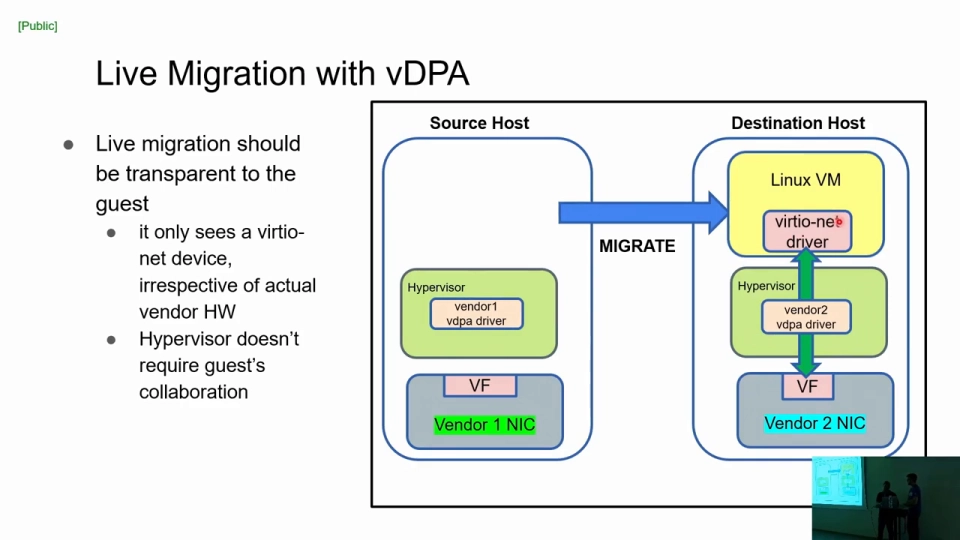 [Public]
Live Migration with vDPA
● Live migration should
be transparent to the
guest
● it only sees a virtio-
net device,
irrespective of actual
vendor HW
● Hypervisor doesn't
require guest's
collaboration
Source Host
Hypervisor
vendor1
vdpa driver
VF
Vendor 1 NIC
MIGRATE
Destination Host
Linux VM
virtio-net
driver
Hypervisor
vendor2
vdpa driver
VF
Vendor 2 NIC